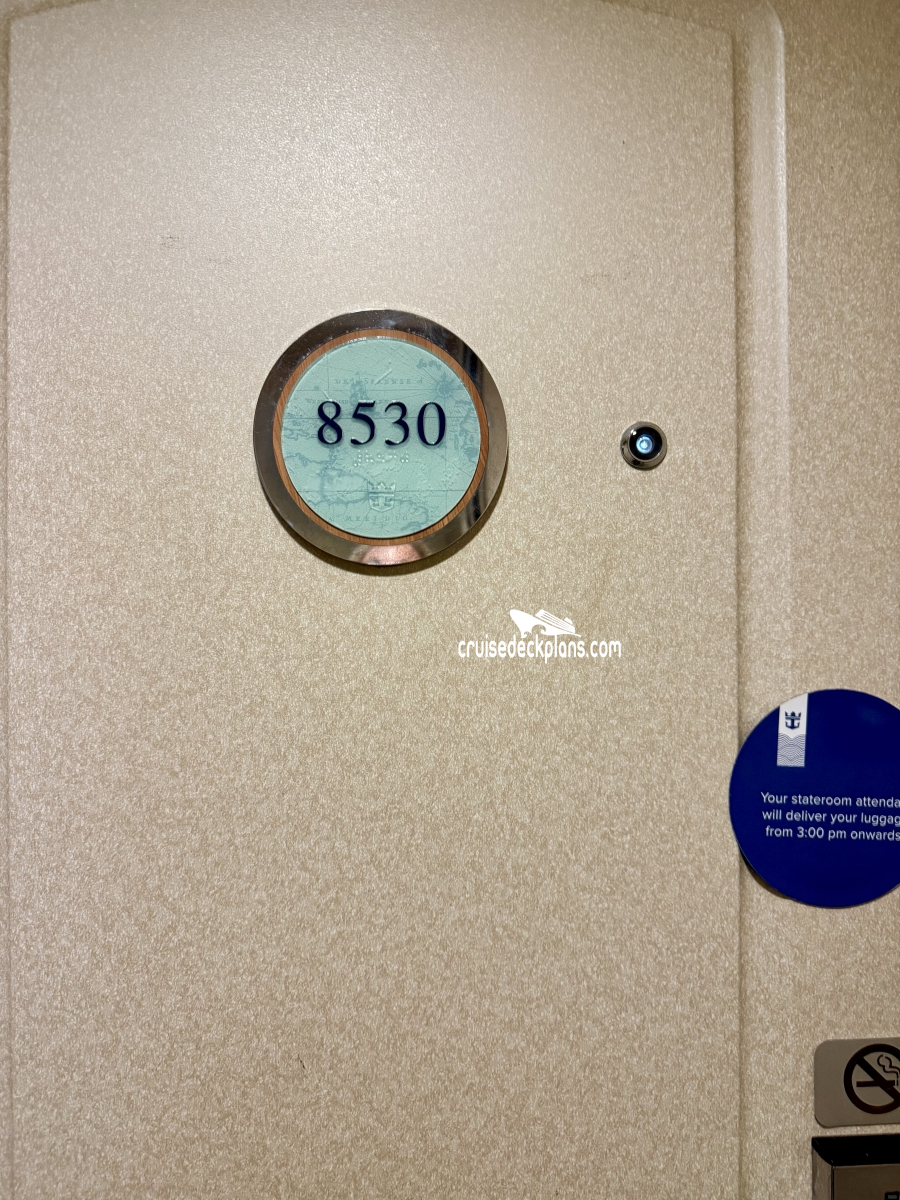 8530
cruisedeckplans.com
Your stateroom attenda
will deliver your luggag
from 3:00 pm onwards